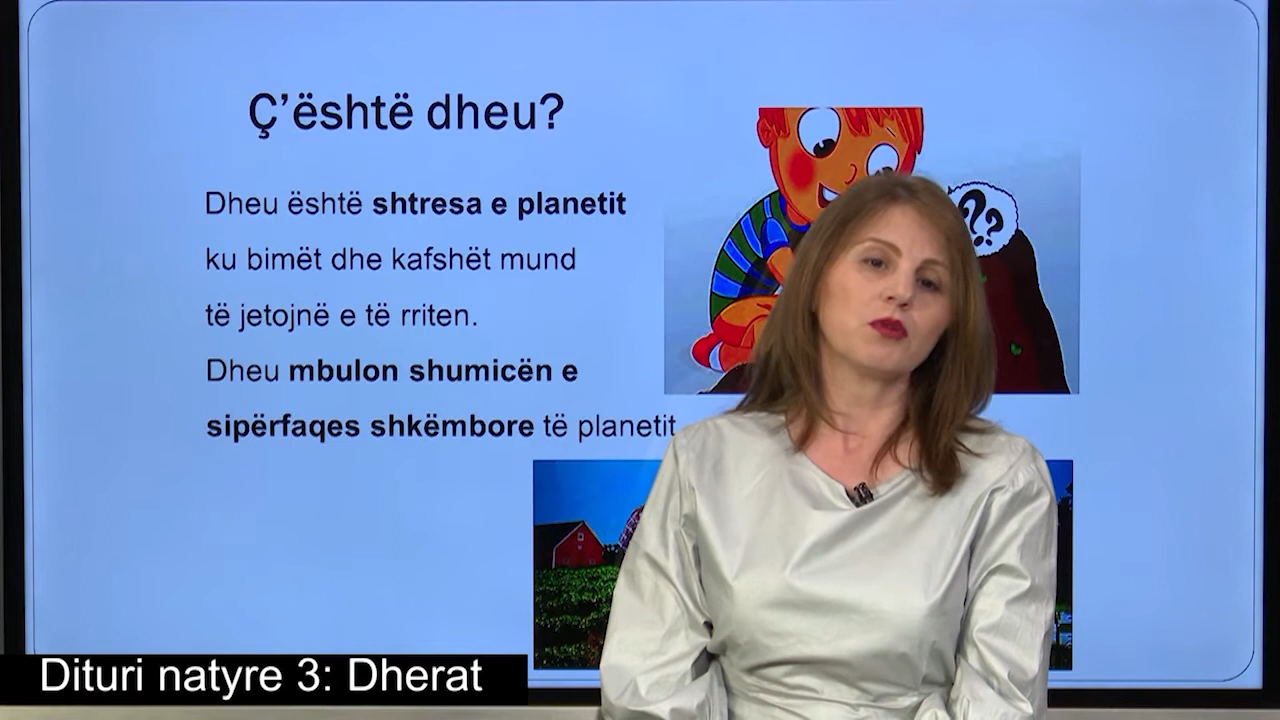 Ç'është dheu?
Dheu është shtresa e planetit
ku bimët dhe kafshët mund
të jetojnë e të rriten.
Dheu mbulon shumicën e
sipërfaqes shkëmbore të planetit
??
Dituri natyre 3: Dherat